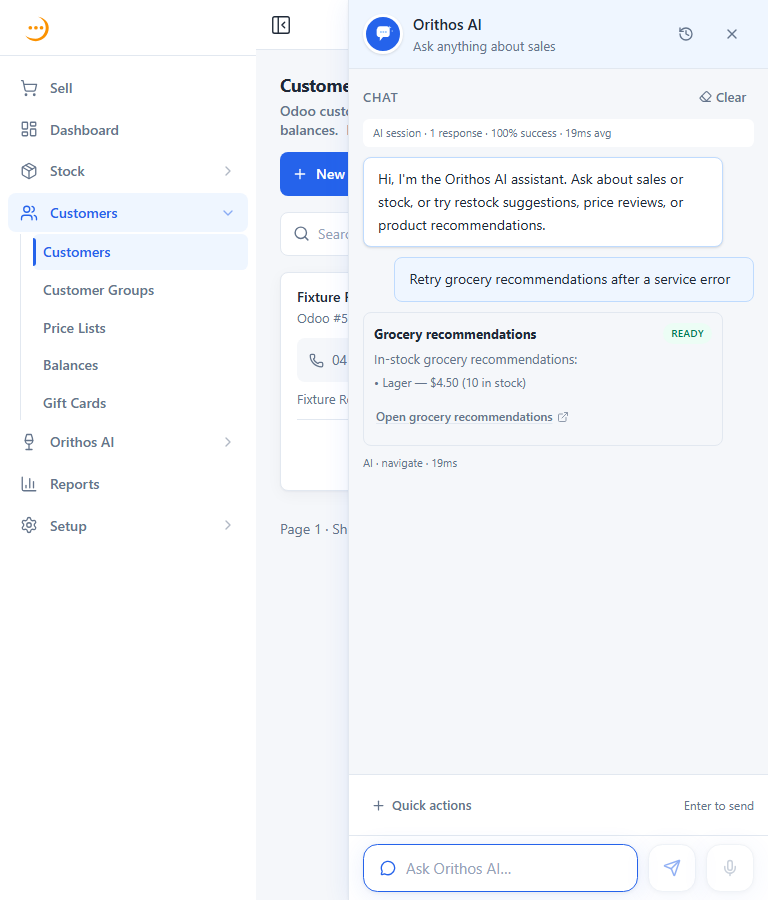 Sell
Dashboard
Stock
Customers
Customers
Customer Groups
Price Lists
Balances
Gift Cards
Orithos AI
Reports
Setup
Custome
Odoo custo
balances.
New
Searc
Fixture R
Odoo #5
04
Fixture Re
Page 1 · Sh
Orithos AI
Ask anything about sales
CHAT
Clear
AI session · 1 response · 100% success · 19ms avg
Hi, I'm the Orithos AI assistant. Ask about sales or
stock, or try restock suggestions, price reviews, or
product recommendations.
Retry grocery recommendations after a service error
Grocery recommendations
READY
In-stock grocery recommendations:
• Lager — $4.50 (10 in stock)
Open grocery recommendations
AI · navigate · 19ms
Quick actions
Enter to send
Ask Orithos AI...